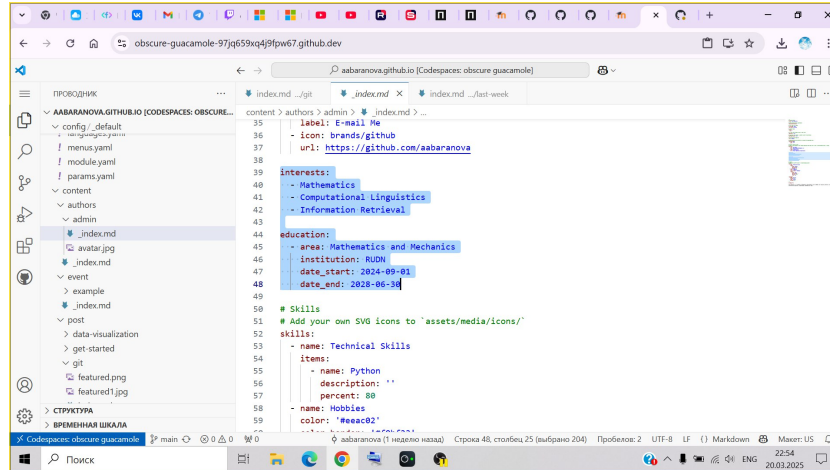 obscure-guacamole-97jq659xq4j9fpw67.github.dev
aabaranova.github.io [Codespaces: obscure guacamole]
ПРОВОДНИК
AABARANOVA.GITHUB.IO [CODESPACES: OBSCURE...
config / _default
languages.yaml
menus.yaml
module.yaml
params.yaml
content
authors
admin
_index.md
avatar.jpg
_index.md
event
example
_index.md
post
data-visualization
get-started
git
featured.png
featured1.jpg
СТРУКТУРА
ВРЕМЕННАЯ ШКАЛА
index.md .../git
_index.md
index.md .../last-week
content > authors > admin > _index.md > ...
35 label: E-mail Me
36 - icon: brands/github
37 url: https://github.com/aabaranova
38
39 interests:
40 - Mathematics
41 - Computational Linguistics
42 - Information Retrieval
43
44 education:
45 - area: Mathematics and Mechanics
46 institution: RUDN
47 date_start: 2024-09-01
48 date_end: 2028-06-30
49
50 # Skills
51 # Add your own SVG icons to `assets/media/icons/`
52 skills:
53 - name: Technical Skills
54 items:
55 - name: Python
56 description: ''
57 percent: 80
58 - name: Hobbies
59 color: '#eeac02'
Codespaces: obscure guacamole main 0 0 0 aabaranova (1 неделю назад) Строка 48, столбец 25 (выбрано 204) Пробелов: 2 UTF-8 LF {} Markdown Макет: US
Поиск
ENG 22:54
20.03.2025